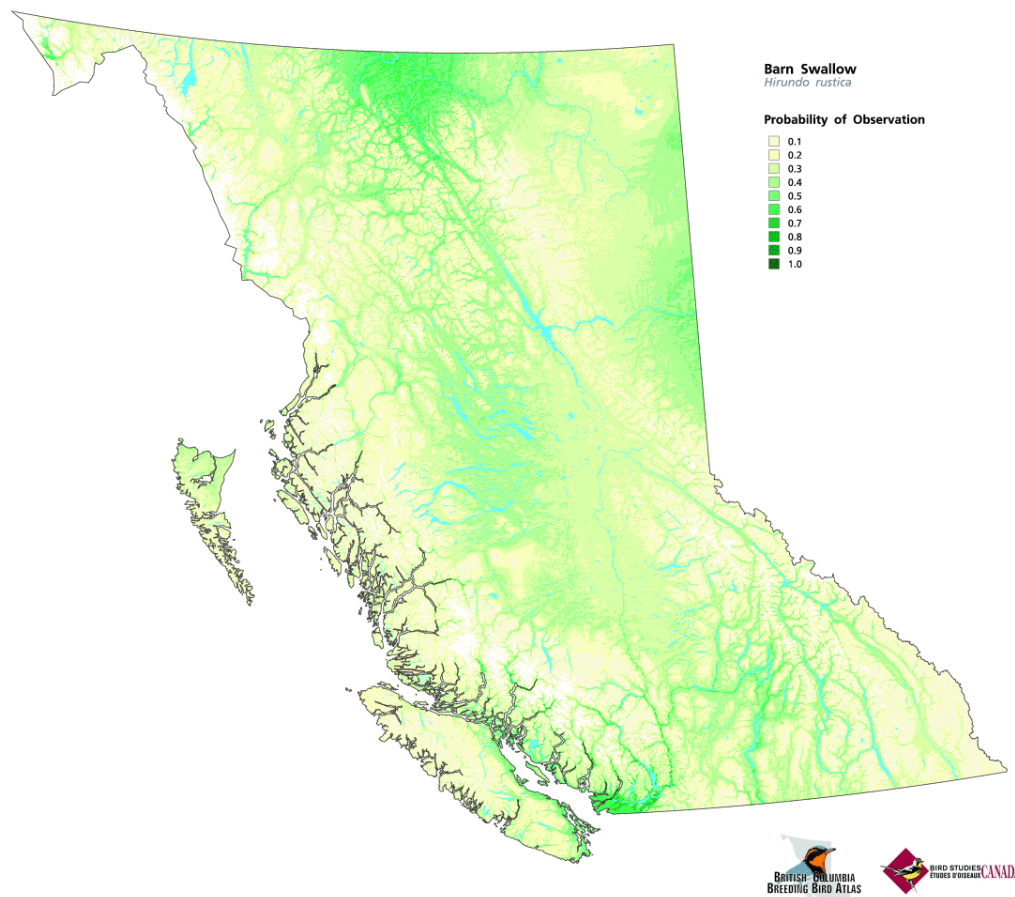 Barn Swallow
Hirundo rustica
Probability of Observation
0.1
0.2
0.3
0.4
0.5
0.6
0.7
0.8
0.9
1.0
BRITISH COLUMBIA
BREEDING BIRD ATLAS
BIRD STUDIES
ÉTUDES D'OISEAUX CANAD